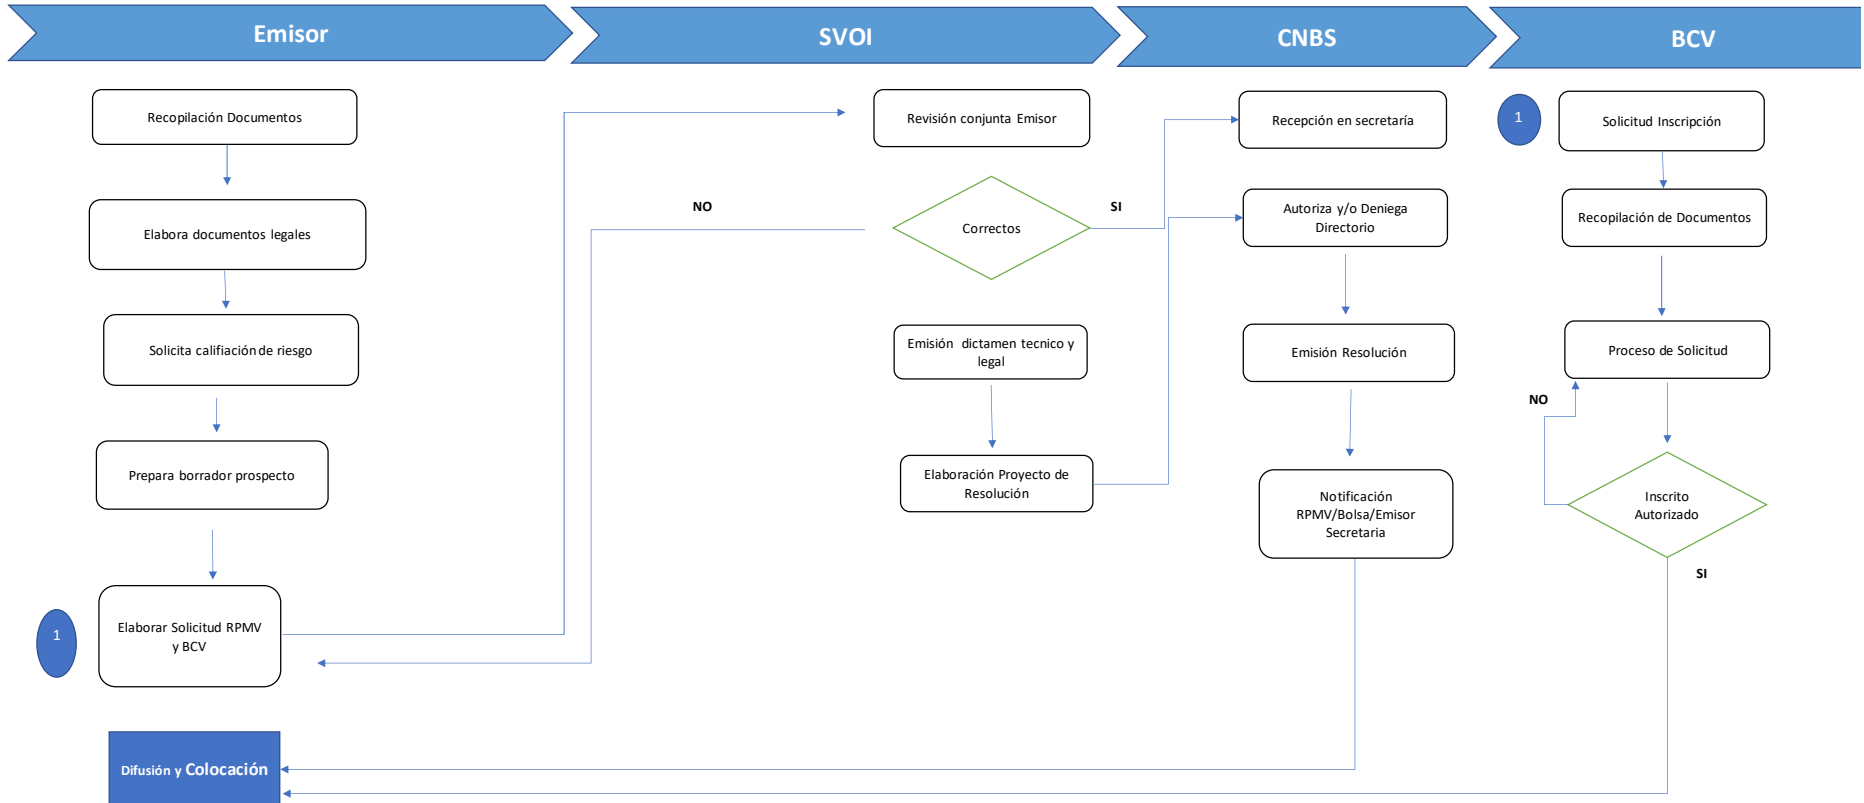 Emisor
SVOI
CNBS
BCV
Recopilación Documentos
Elabora documentos legales
Solicita califiación de riesgo
Prepara borrador prospecto
1
Elaborar Solicitud RPMV
y BCV
Difusión y Colocación
Revisión conjunta Emisor
NO
Correctos
SI
Emisión dictamen tecnico y
legal
Elaboración Proyecto de
Resolución
Recepción en secretaría
Autoriza y/o Deniega
Directorio
Emisión Resolución
Notificación
RPMV/Bolsa/Emisor
Secretaria
1
Solicitud Inscripción
Recopilación de Documentos
Proceso de Solicitud
NO
Inscrito
Autorizado
SI